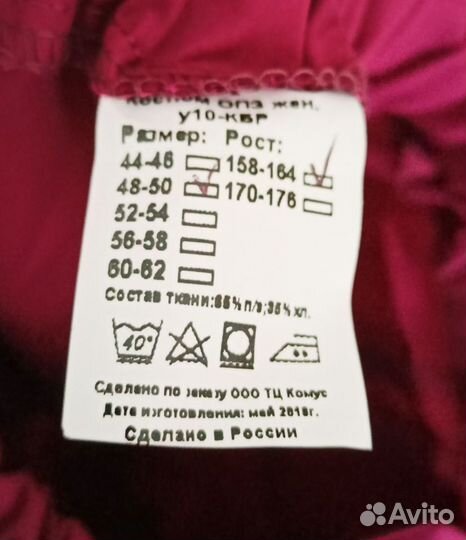 Костюм ОПЗ жен.
у10-КБР
Размер: Рост:
44-46 158-164
48-50 170-176
52-54
56-58
60-62
Состав ткани:65%п/э;35%хл.
40°
Сделано по заказу ООО ТЦ Комус
Дата изготовления: май 2018г.
Сделано в России
Avito